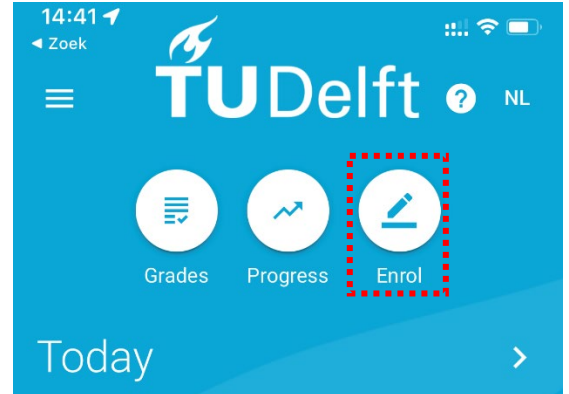 14:41
Zoek
TUDelft
?
NL
Grades
Progress
Enrol
Today